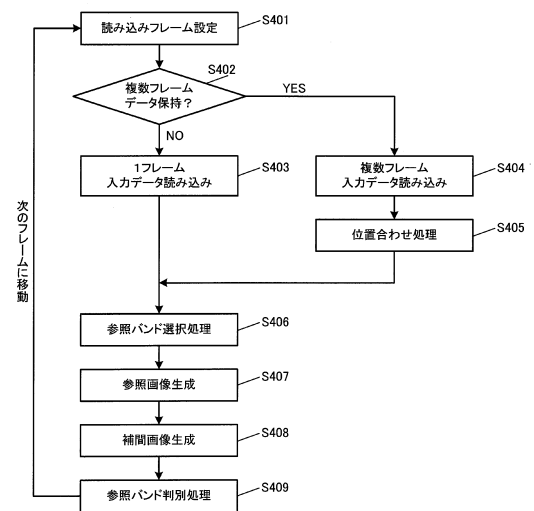 読み込みフレーム設定
S401
複数フレーム
データ保持？
S402
YES
NO
1フレーム
入力データ読み込み
S403
複数フレーム
入力データ読み込み
S404
位置合わせ処理
S405
次のフレームに移動
参照バンド選択処理
S406
参照画像生成
S407
補間画像生成
S408
参照バンド判別処理
S409